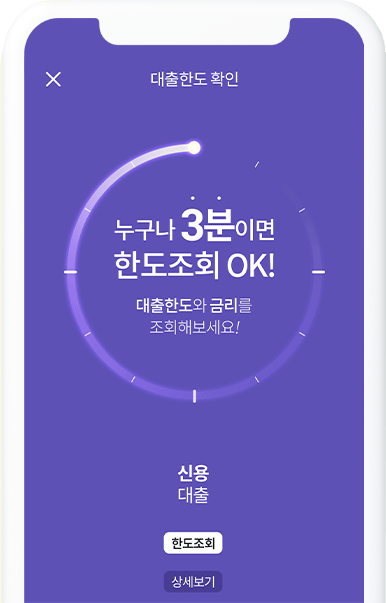 대출한도 확인
누구나 3분이면
한도조회 OK!
대출한도와 금리를
조회해보세요!
신용
대출
한도조회
상세보기